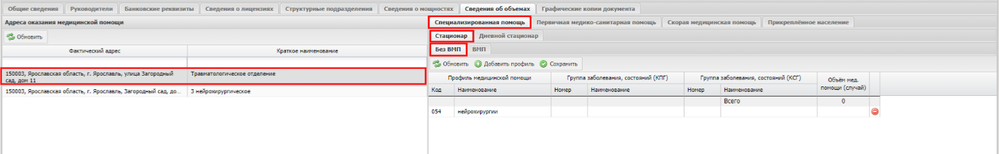 Общие сведения Руководители Банковские реквизиты Сведения о лицензиях Структурные подразделения Сведения о мощностях Сведения об объемах Графические копии документа
Адреса оказания медицинской помощи
Обновить
Фактический адрес Краткое наименование
150003, Ярославская область, г. Ярославль, улица Загородный сад, дом 11 Травматологическое отделение
150003, Ярославская область, г. Ярославль, Загородный сад, до... 3 нейрохирургическое
Специализированная помощь Первичная медико-санитарная помощь Скорая медицинская помощь Прикреплённое население
Стационар Дневной стационар
Без ВМП ВМП
Обновить Добавить профиль Сохранить
Профиль медицинской помощи Группа заболевания, состояний (КПГ) Группа заболевания, состояний (КСГ) Объём мед. помощи (случай)
Код Наименование Номер Наименование Номер Наименование
Всего 0
054 нейрохирургии